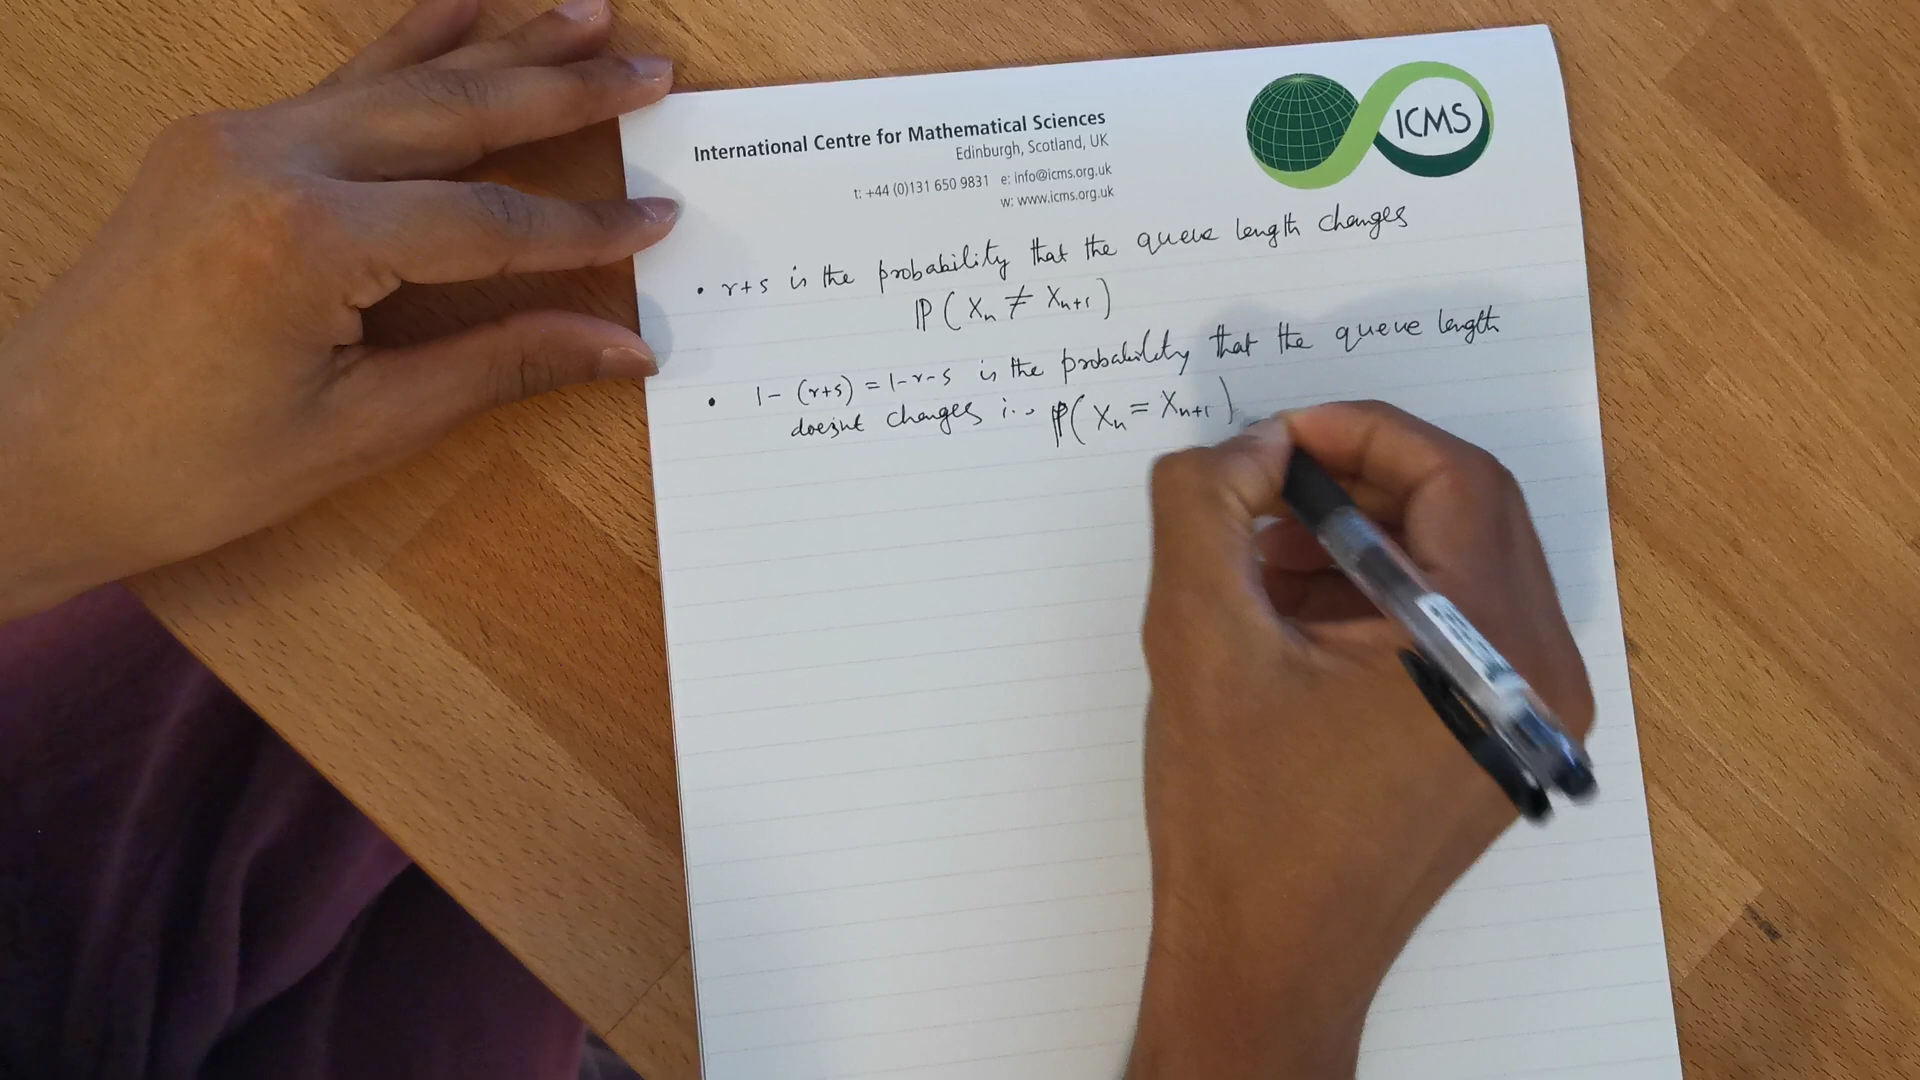 International Centre for Mathematical Sciences
Edinburgh, Scotland, UK
t: +44 (0)131 650 9831 e: info@icms.org.uk
w: www.icms.org.uk
ICMS
• r+s is the probability that the queue length changes
ℙ(Xₙ ≠ Xₙ₊₁)
• 1-(r+s) = 1-r-s is the probability that the queue length
doesnt changes i.e. ℙ(Xₙ = Xₙ₊₁)